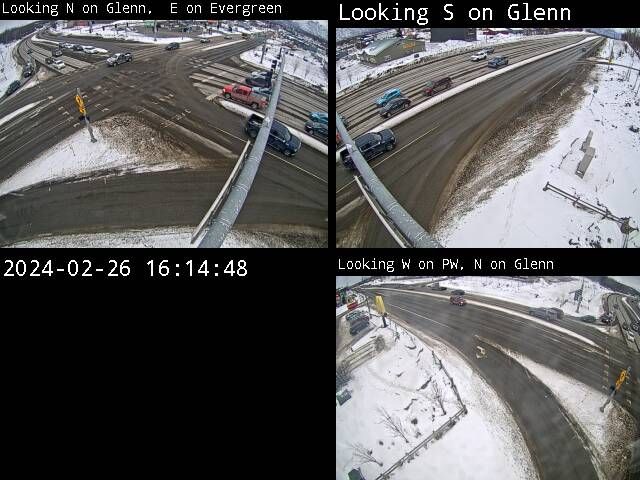 Looking N on Glenn, E on Evergreen
Looking S on Glenn
2024-02-26 16:14:48
Looking W on PW, N on Glenn